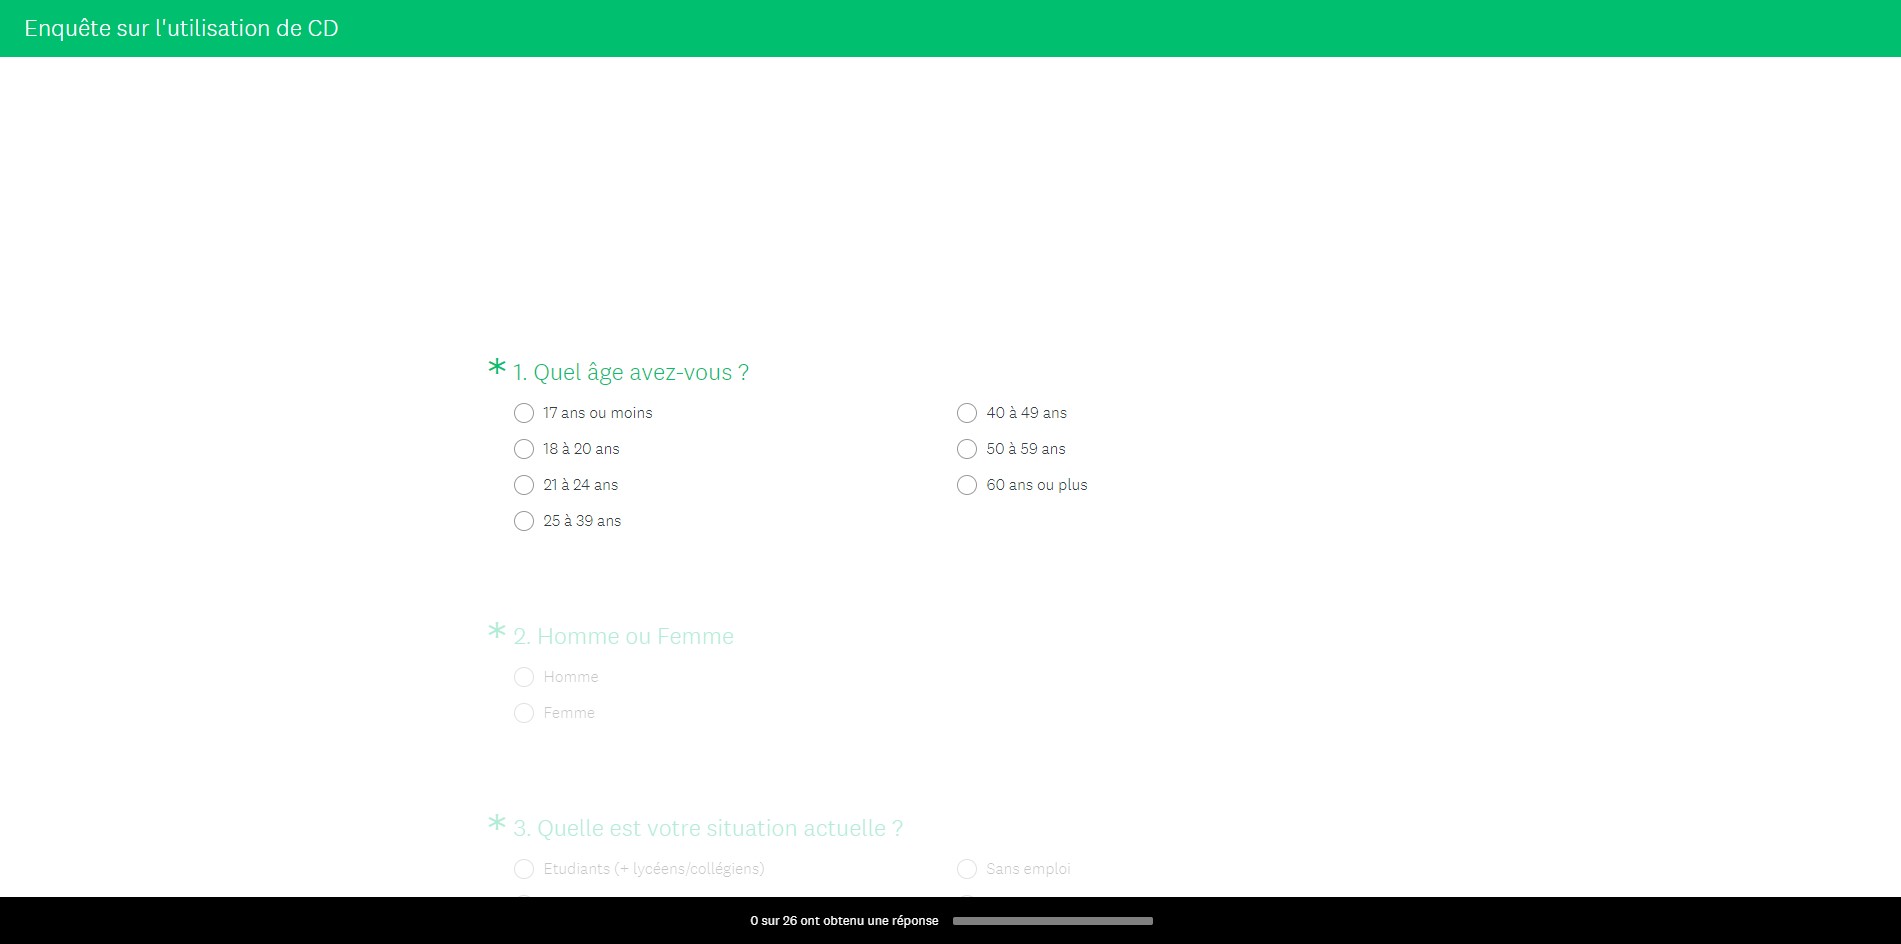 Enquête sur l'utilisation de CD
* 1. Quel âge avez-vous ?
17 ans ou moins
18 à 20 ans
21 à 24 ans
25 à 39 ans
40 à 49 ans
50 à 59 ans
60 ans ou plus
* 2. Homme ou Femme
Homme
Femme
* 3. Quelle est votre situation actuelle ?
Etudiants (+ lycéens/collégiens)
Sans emploi
0 sur 26 ont obtenu une réponse